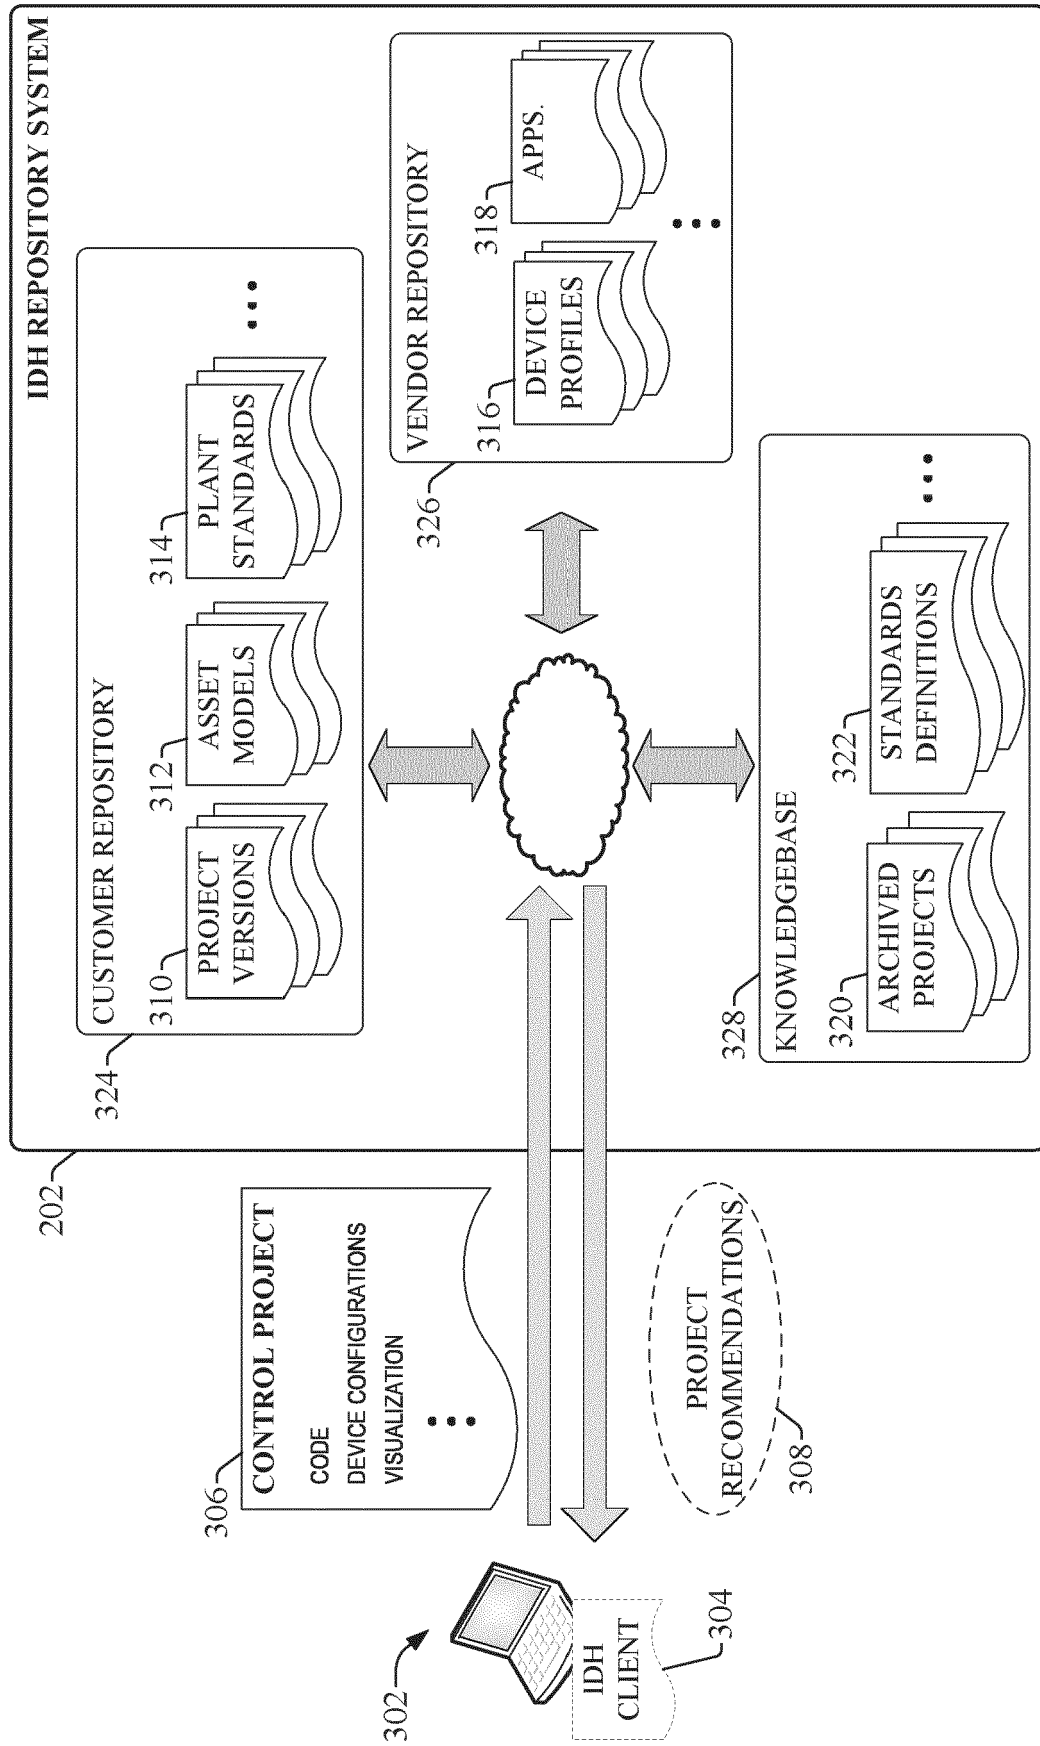 IDH REPOSITORY SYSTEM
202
CUSTOMER REPOSITORY
324
310
PROJECT
VERSIONS
312
ASSET
MODELS
314
PLANT
STANDARDS
...
VENDOR REPOSITORY
326
316
DEVICE
PROFILES
318
APPS.
...
KNOWLEDGEBASE
328
320
ARCHIVED
PROJECTS
322
STANDARDS
DEFINITIONS
...
306
CONTROL PROJECT
CODE
DEVICE CONFIGURATIONS
VISUALIZATION
...
PROJECT
RECOMMENDATIONS
308
302
IDH
CLIENT
304